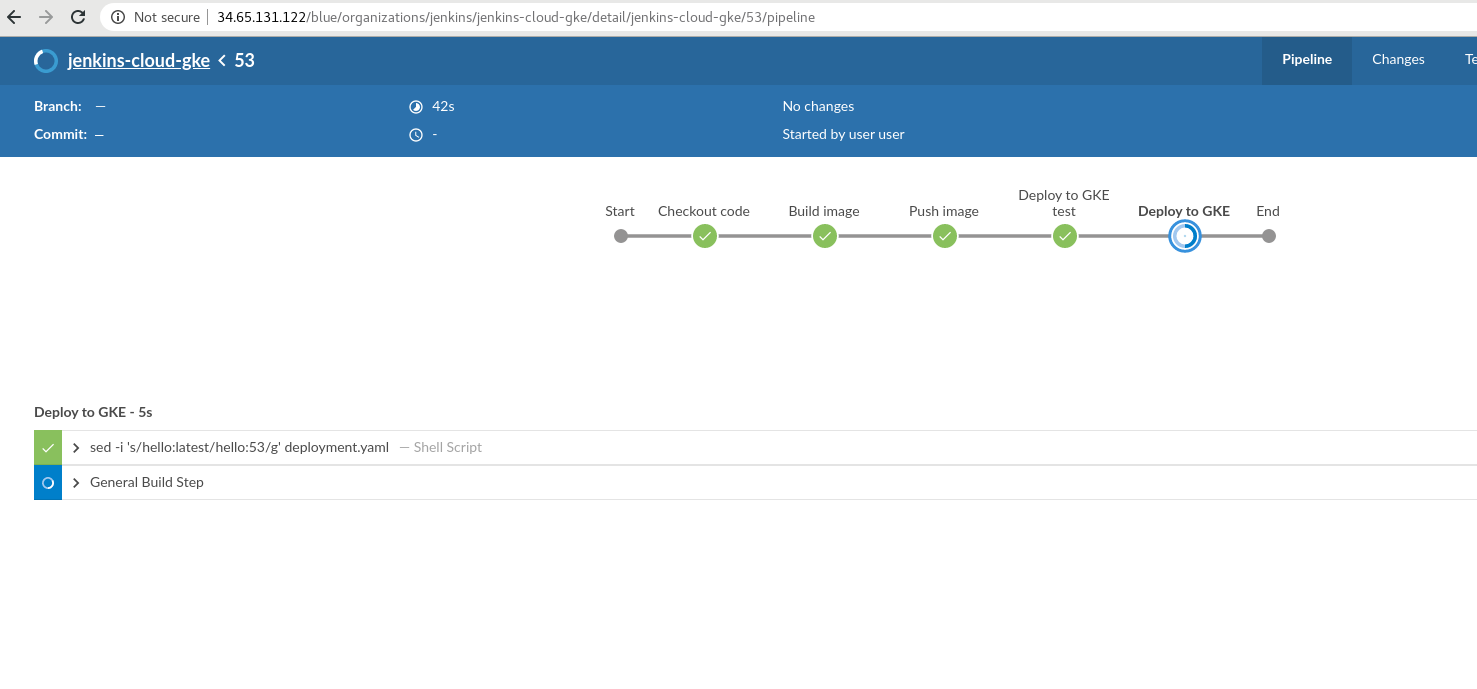 Not secure 34.65.131.122/blue/organizations/jenkins/jenkins-cloud-gke/detail/jenkins-cloud-gke/53/pipeline
jenkins-cloud-gke < 53
Pipeline Changes Te
Branch: — 42s No changes
Commit: — - Started by user user
Deploy to GKE
Start Checkout code Build image Push image test Deploy to GKE End
Deploy to GKE - 5s
sed -i 's/hello:latest/hello:53/g' deployment.yaml — Shell Script
General Build Step